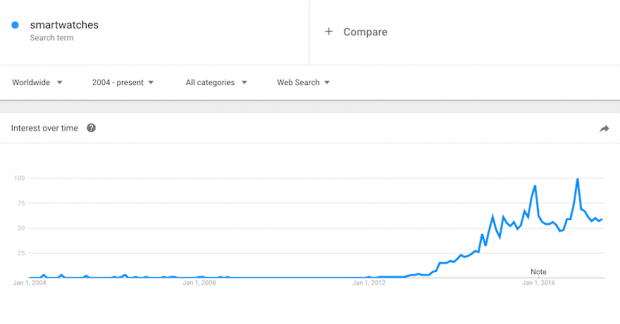 smartwatches
Search term
+ Compare
Worldwide
2004 - present
All categories
Web Search
Interest over time ?
100
75
50
25
Note
Jan 1, 2004
Jan 1, 2008
Jan 1, 2012
Jan 1, 2016